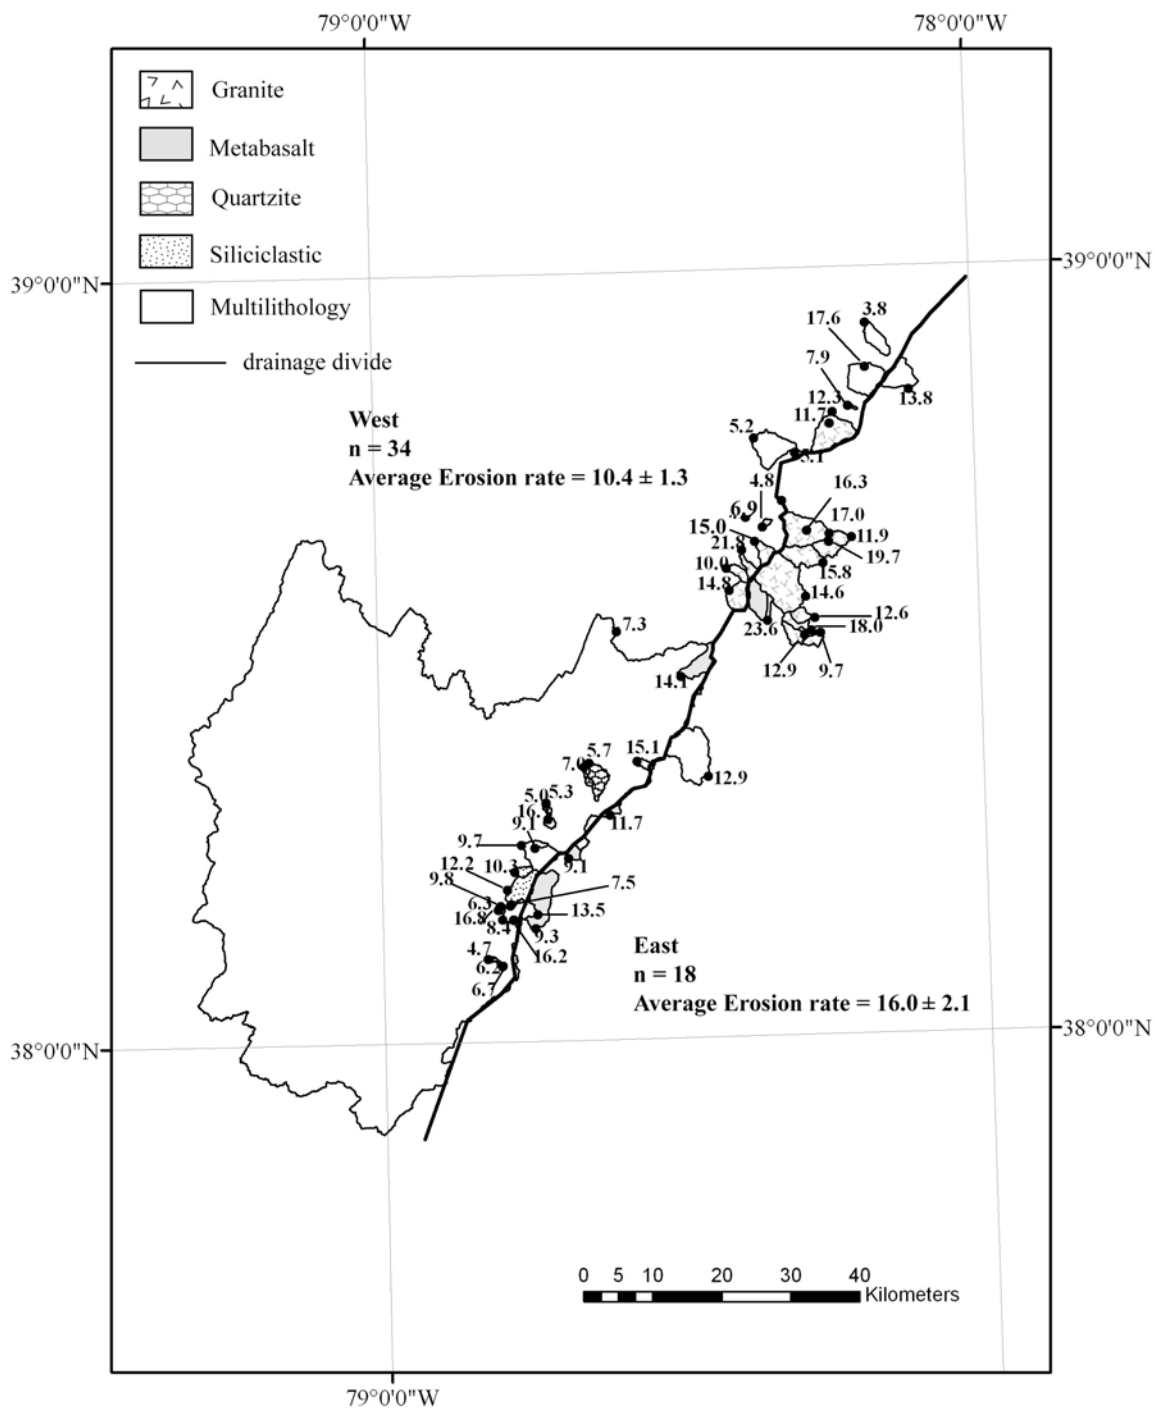 79°0'0"W
78°0'0"W
Granite
Metabasalt
Quartzite
Siliciclastic
Multilithology
drainage divide
39°0'0"N
39°0'0"N
3.8
17.6
7.9
13.8
12.3
11.7
West
n = 34
Average Erosion rate = 10.4 ± 1.3
5.2
5.1
4.8
16.3
6.9
17.0
15.0
11.9
21.8
19.7
10.0
15.8
14.8
14.6
12.6
23.6
18.0
12.9
9.7
7.3
14.1
5.7
7.0
15.1
12.9
5.0
5.3
16.
9.1
11.7
9.7
9.1
12.2
10.3
9.8
7.5
6.3
13.5
16.8
8.4
9.3
16.2
4.7
6.2
6.7
East
n = 18
Average Erosion rate = 16.0 ± 2.1
38°0'0"N
38°0'0"N
0 5 10 20 30 40
Kilometers
79°0'0"W